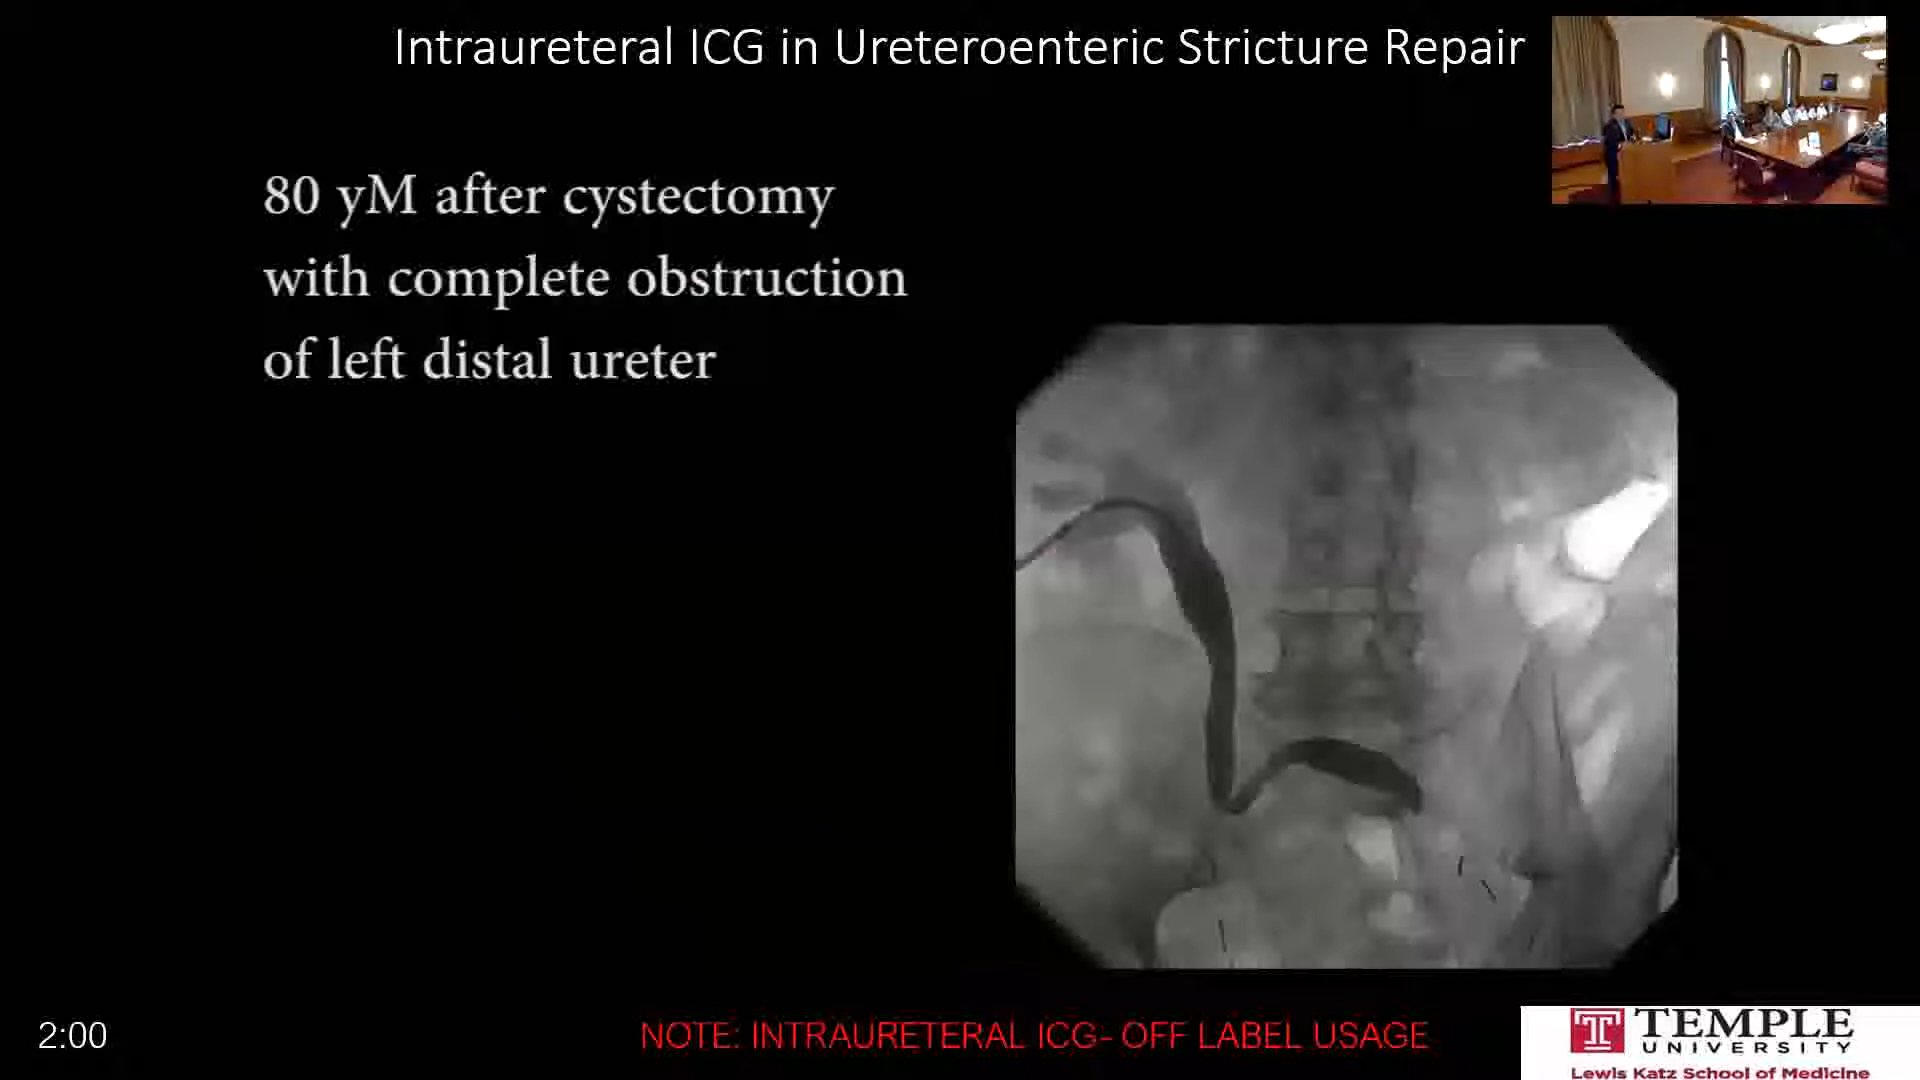 Intraureteral ICG in Ureteroenteric Stricture Repair
80 yM after cystectomy
with complete obstruction
of left distal ureter
2:00
NOTE: INTRAURETERAL ICG- OFF LABEL USAGE
TEMPLE
UNIVERSITY
Lewis Katz School of Medicine